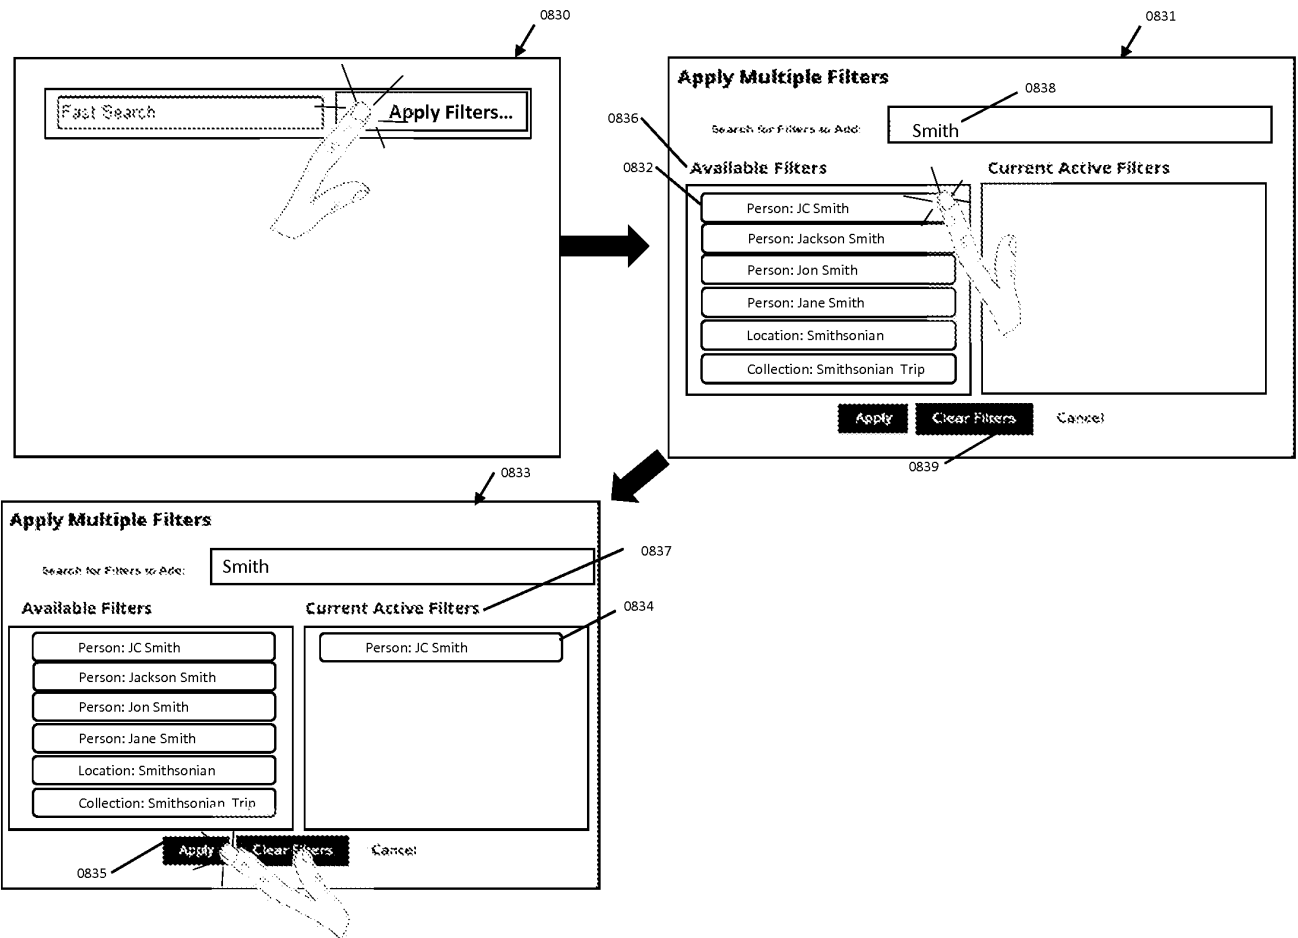 0830
Fast Search
Apply Filters...
0831
Apply Multiple Filters
0838
Search for Filters to Add:
Smith
0836
Available Filters
Current Active Filters
0832
Person: JC Smith
Person: Jackson Smith
Person: Jon Smith
Person: Jane Smith
Location: Smithsonian
Collection: Smithsonian Trip
Apply
Clear Filters
Cancel
0839
0833
Apply Multiple Filters
Search for Filters to Add:
Smith
0837
Available Filters
Current Active Filters
0834
Person: JC Smith
Person: Jackson Smith
Person: Jon Smith
Person: Jane Smith
Location: Smithsonian
Collection: Smithsonian Trip
Person: JC Smith
Apply
Clear Filters
Cancel
0835